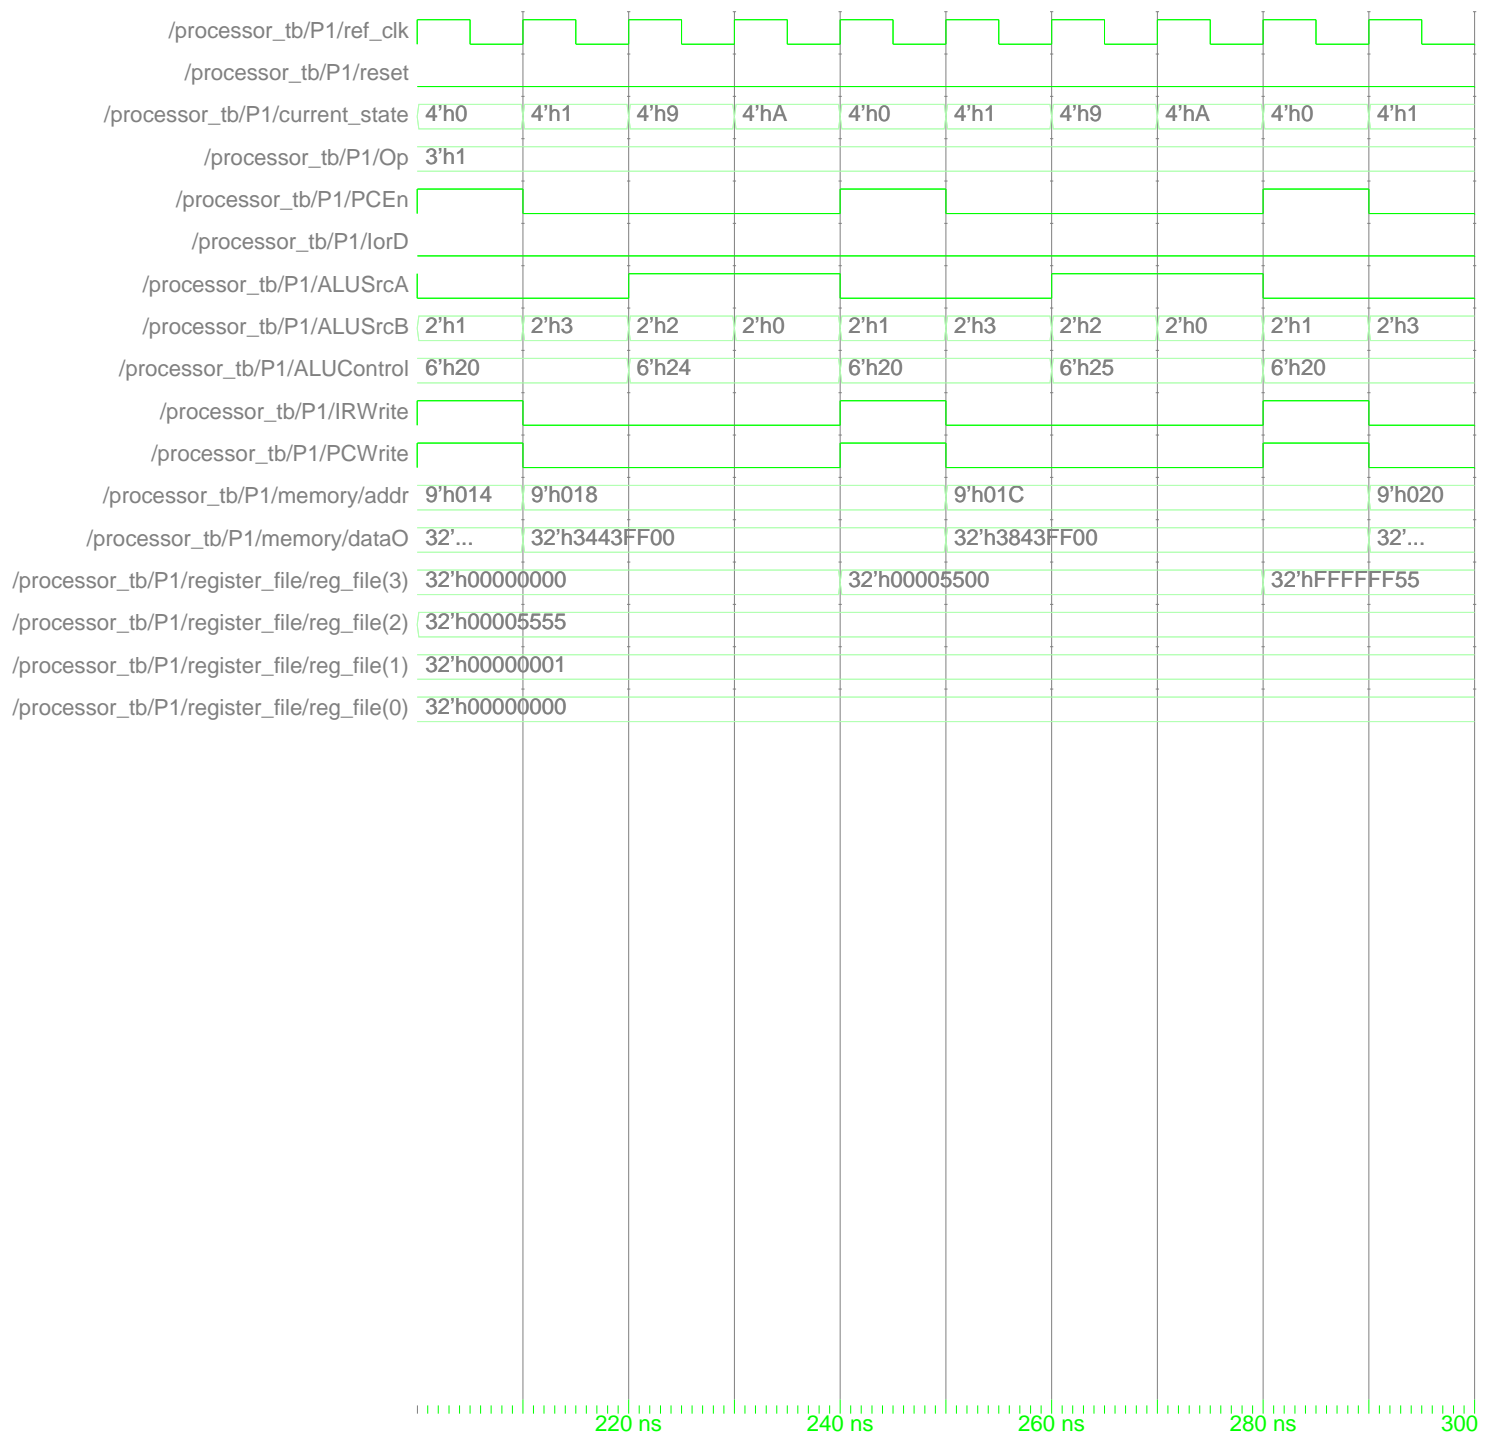 /processor_tb/P1/ref_clk
/processor_tb/P1/reset
/processor_tb/P1/current_state 4'h0 4'h1 4'h9 4'hA 4'h0 4'h1 4'h9 4'hA 4'h0 4'h1
/processor_tb/P1/Op 3'h1
/processor_tb/P1/PCEn
/processor_tb/P1/IorD
/processor_tb/P1/ALUSrcA
/processor_tb/P1/ALUSrcB 2'h1 2'h3 2'h2 2'h0 2'h1 2'h3 2'h2 2'h0 2'h1 2'h3
/processor_tb/P1/ALUControl 6'h20 6'h24 6'h20 6'h25 6'h20
/processor_tb/P1/IRWrite
/processor_tb/P1/PCWrite
/processor_tb/P1/memory/addr 9'h014 9'h018 9'h01C 9'h020
/processor_tb/P1/memory/dataO 32'... 32'h3443FF00 32'h3843FF00 32'...
/processor_tb/P1/register_file/reg_file(3) 32'h00000000 32'h00005500 32'hFFFFFF55
/processor_tb/P1/register_file/reg_file(2) 32'h00005555
/processor_tb/P1/register_file/reg_file(1) 32'h00000001
/processor_tb/P1/register_file/reg_file(0) 32'h00000000
220 ns 240 ns 260 ns 280 ns 300